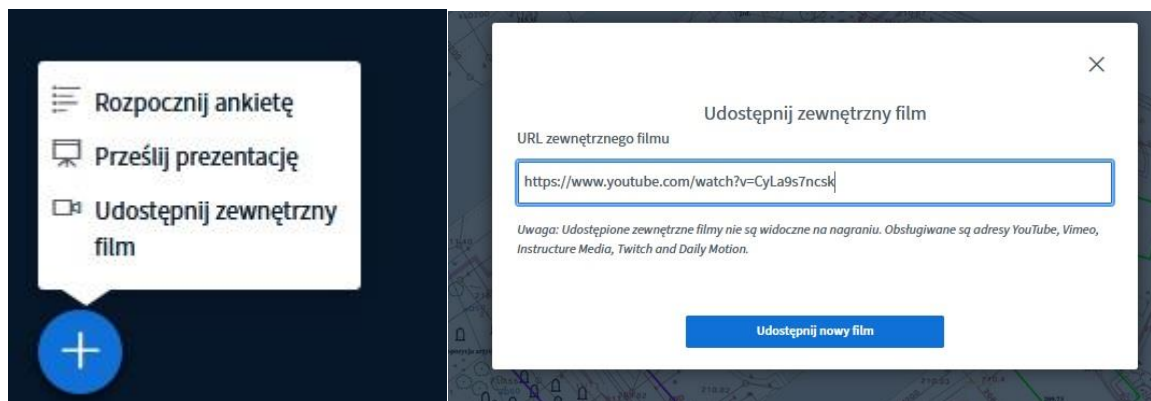 Rozpocznij ankietę
Prześlij prezentację
Udostępnij zewnętrzny
film
Udostępnij zewnętrzny film
URL zewnętrznego filmu
https://www.youtube.com/watch?v=CyLa9s7ncsk
Uwaga: Udostępione zewnętrzne filmy nie są widoczne na nagraniu. Obsługiwane są adresy YouTube, Vimeo,
Instructure Media, Twitch and Daily Motion.
Udostępnij nowy film